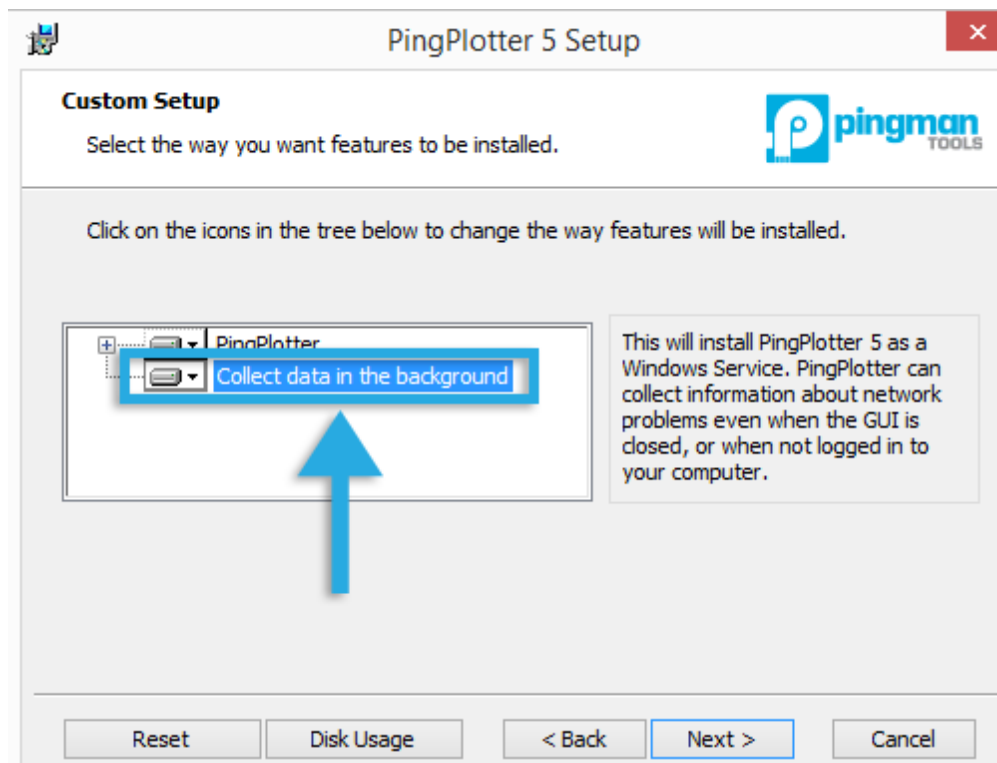 PingPlotter 5 Setup
Custom Setup
Select the way you want features to be installed.
pingman
TOOLS
Click on the icons in the tree below to change the way features will be installed.
PingPlotter
Collect data in the background
This will install PingPlotter 5 as a
Windows Service. PingPlotter can
collect information about network
problems even when the GUI is
closed, or when not logged in to
your computer.
Reset
Disk Usage
< Back
Next >
Cancel